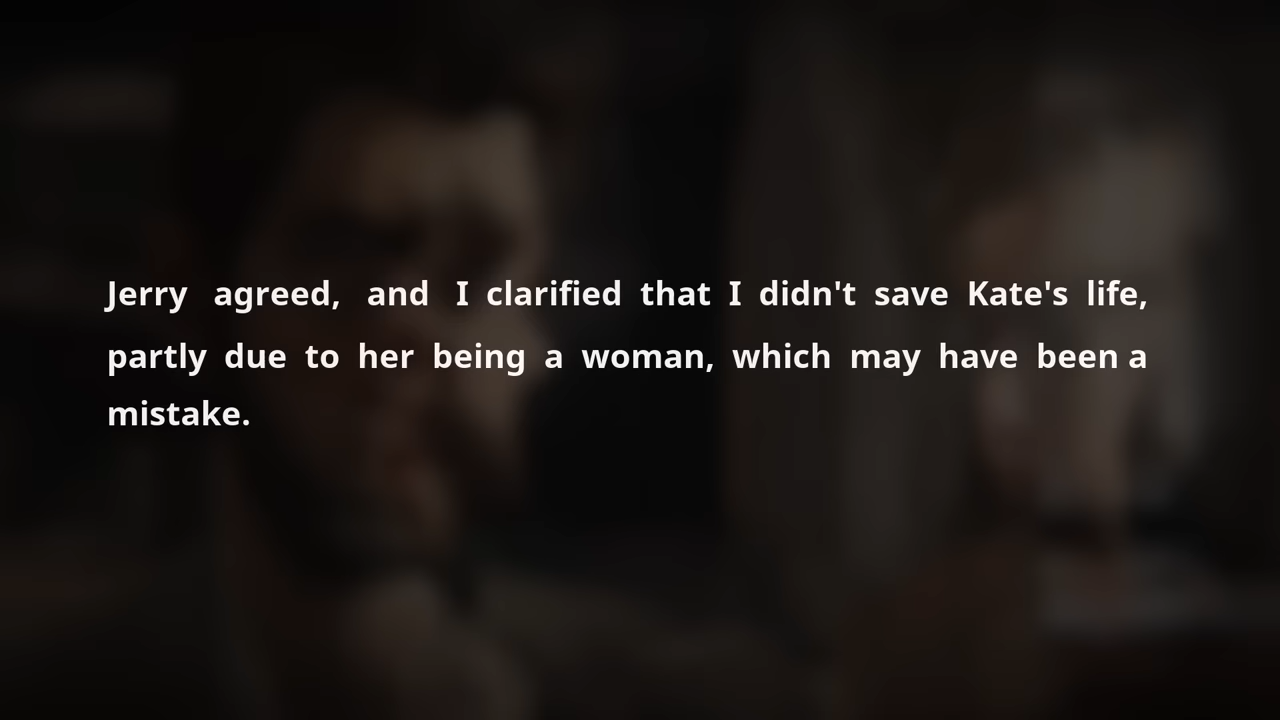 Jerry agreed, and I clarified that I didn't save Kate's life,
partly due to her being a woman, which may have been a
mistake.